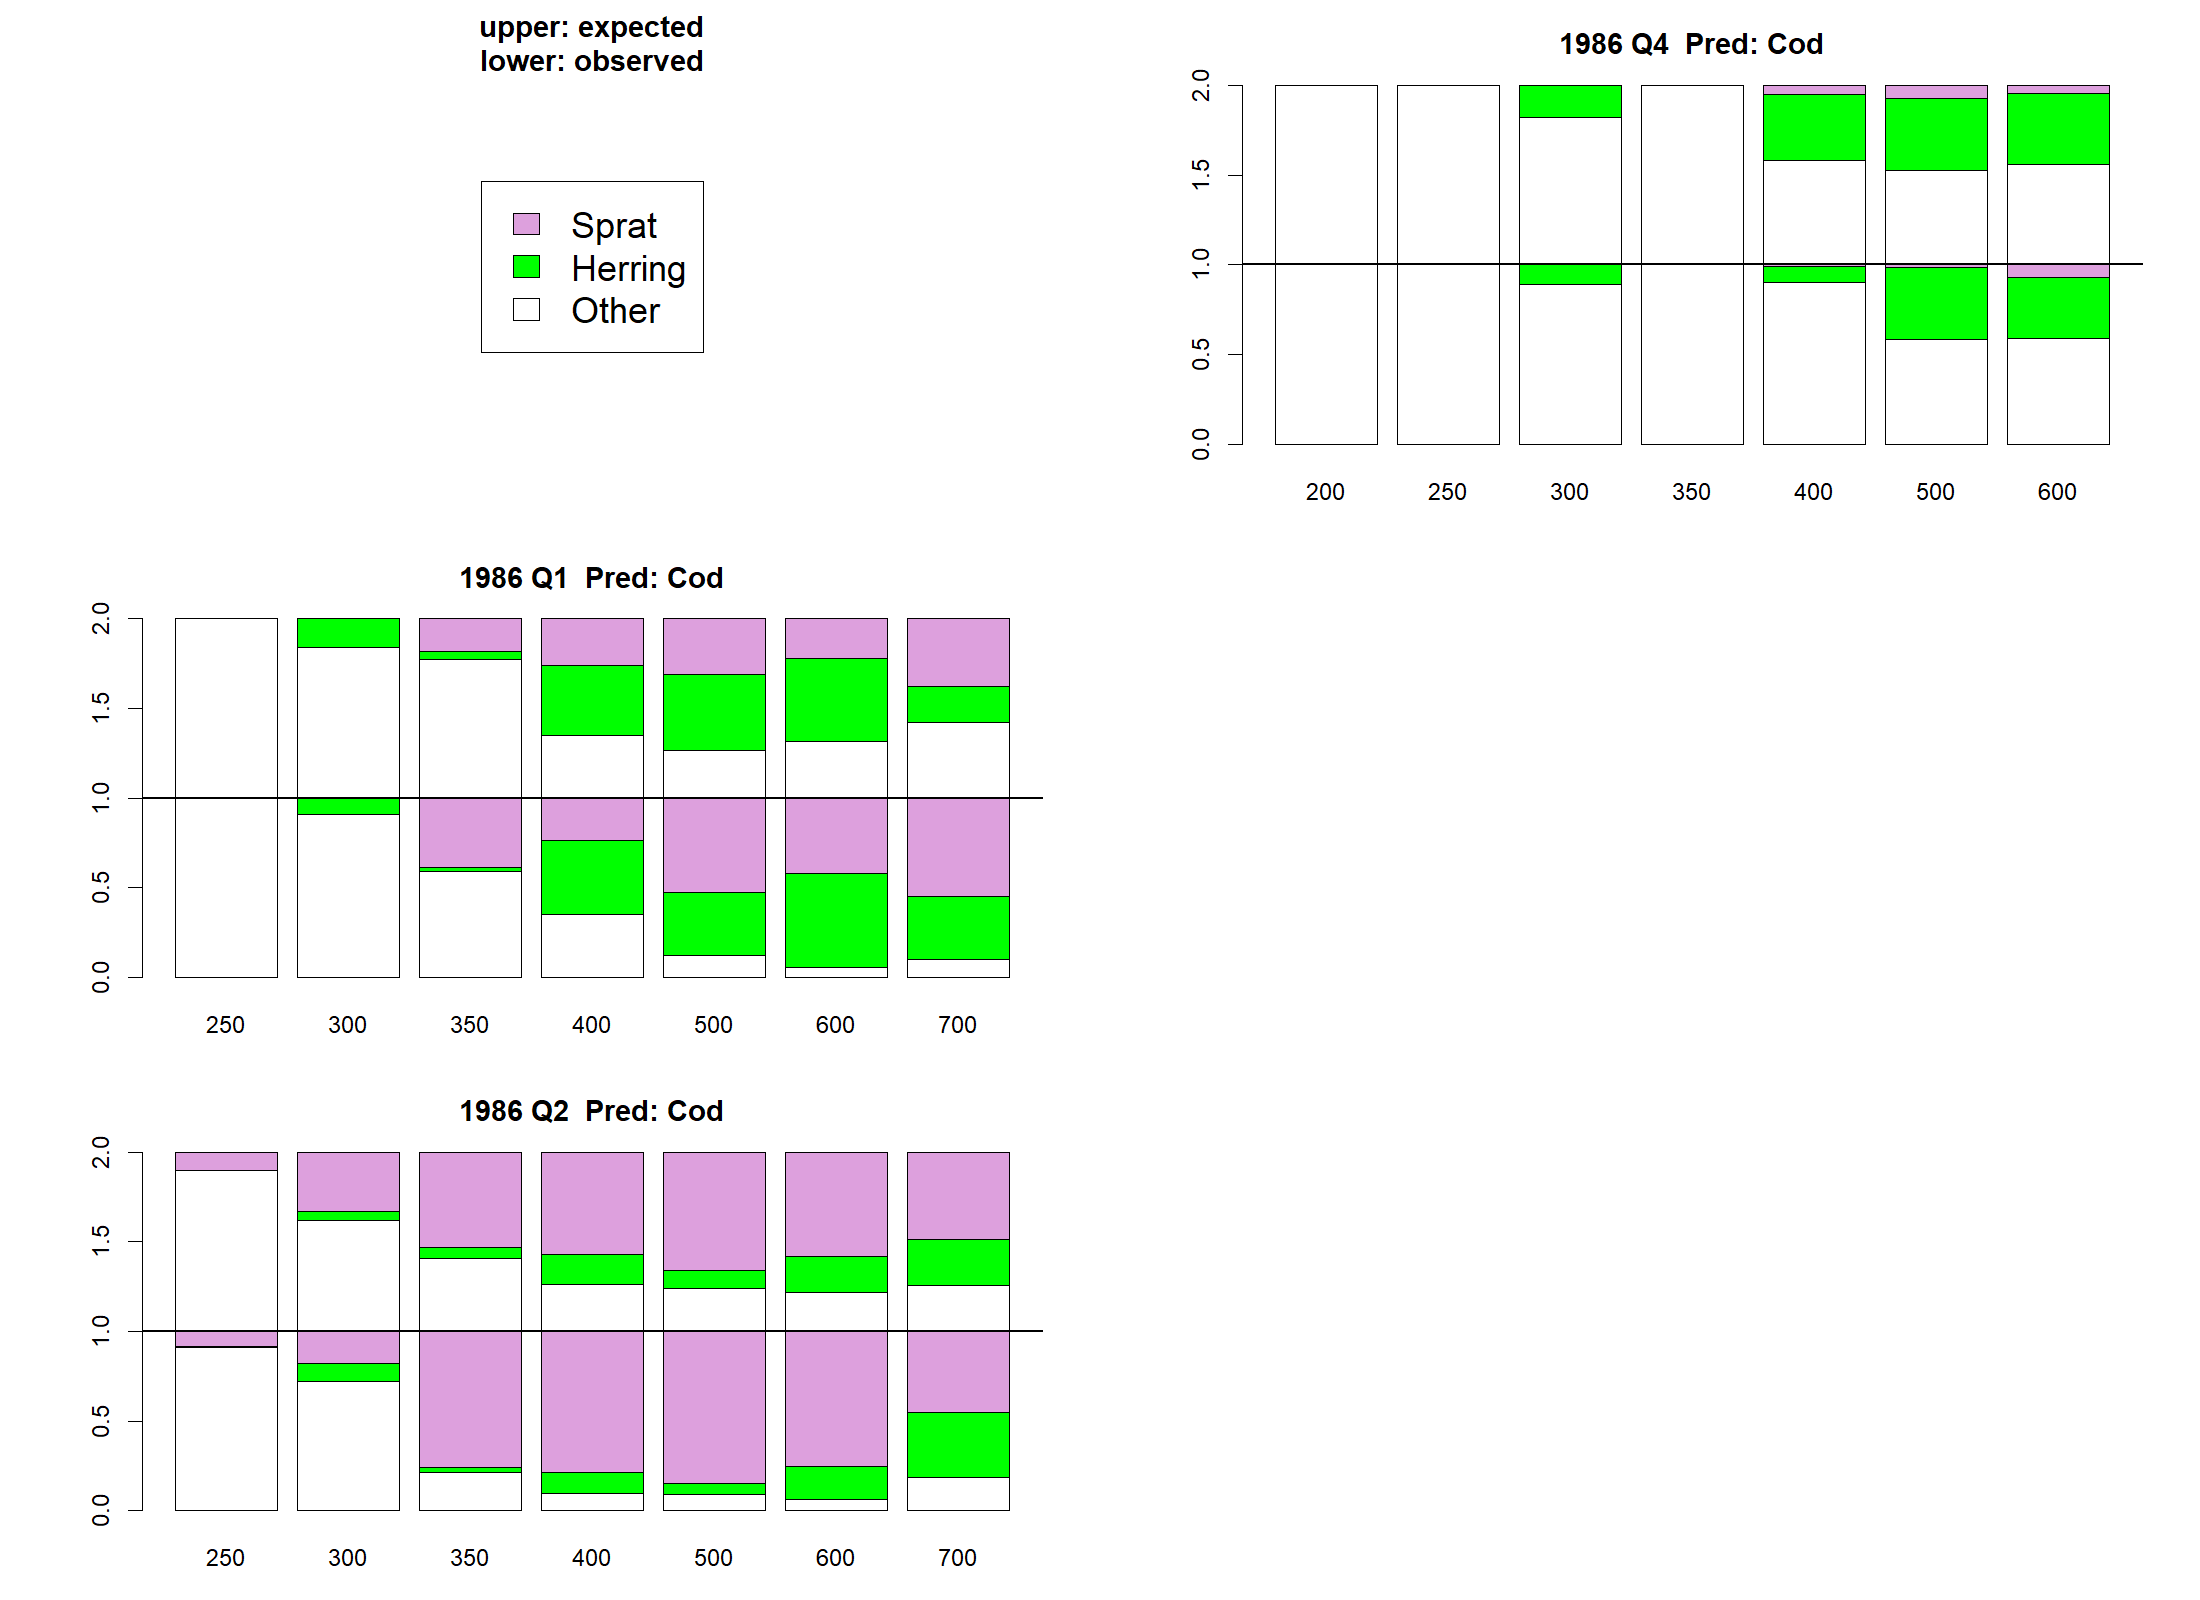 upper: expected
lower: observed
Sprat
Herring
Other
1986 Q4  Pred: Cod
2.0
1.5
1.0
0.5
0.0
200 250 300 350 400 500 600
1986 Q1  Pred: Cod
2.0
1.5
1.0
0.5
0.0
250 300 350 400 500 600 700
1986 Q2  Pred: Cod
2.0
1.5
1.0
0.5
0.0
250 300 350 400 500 600 700